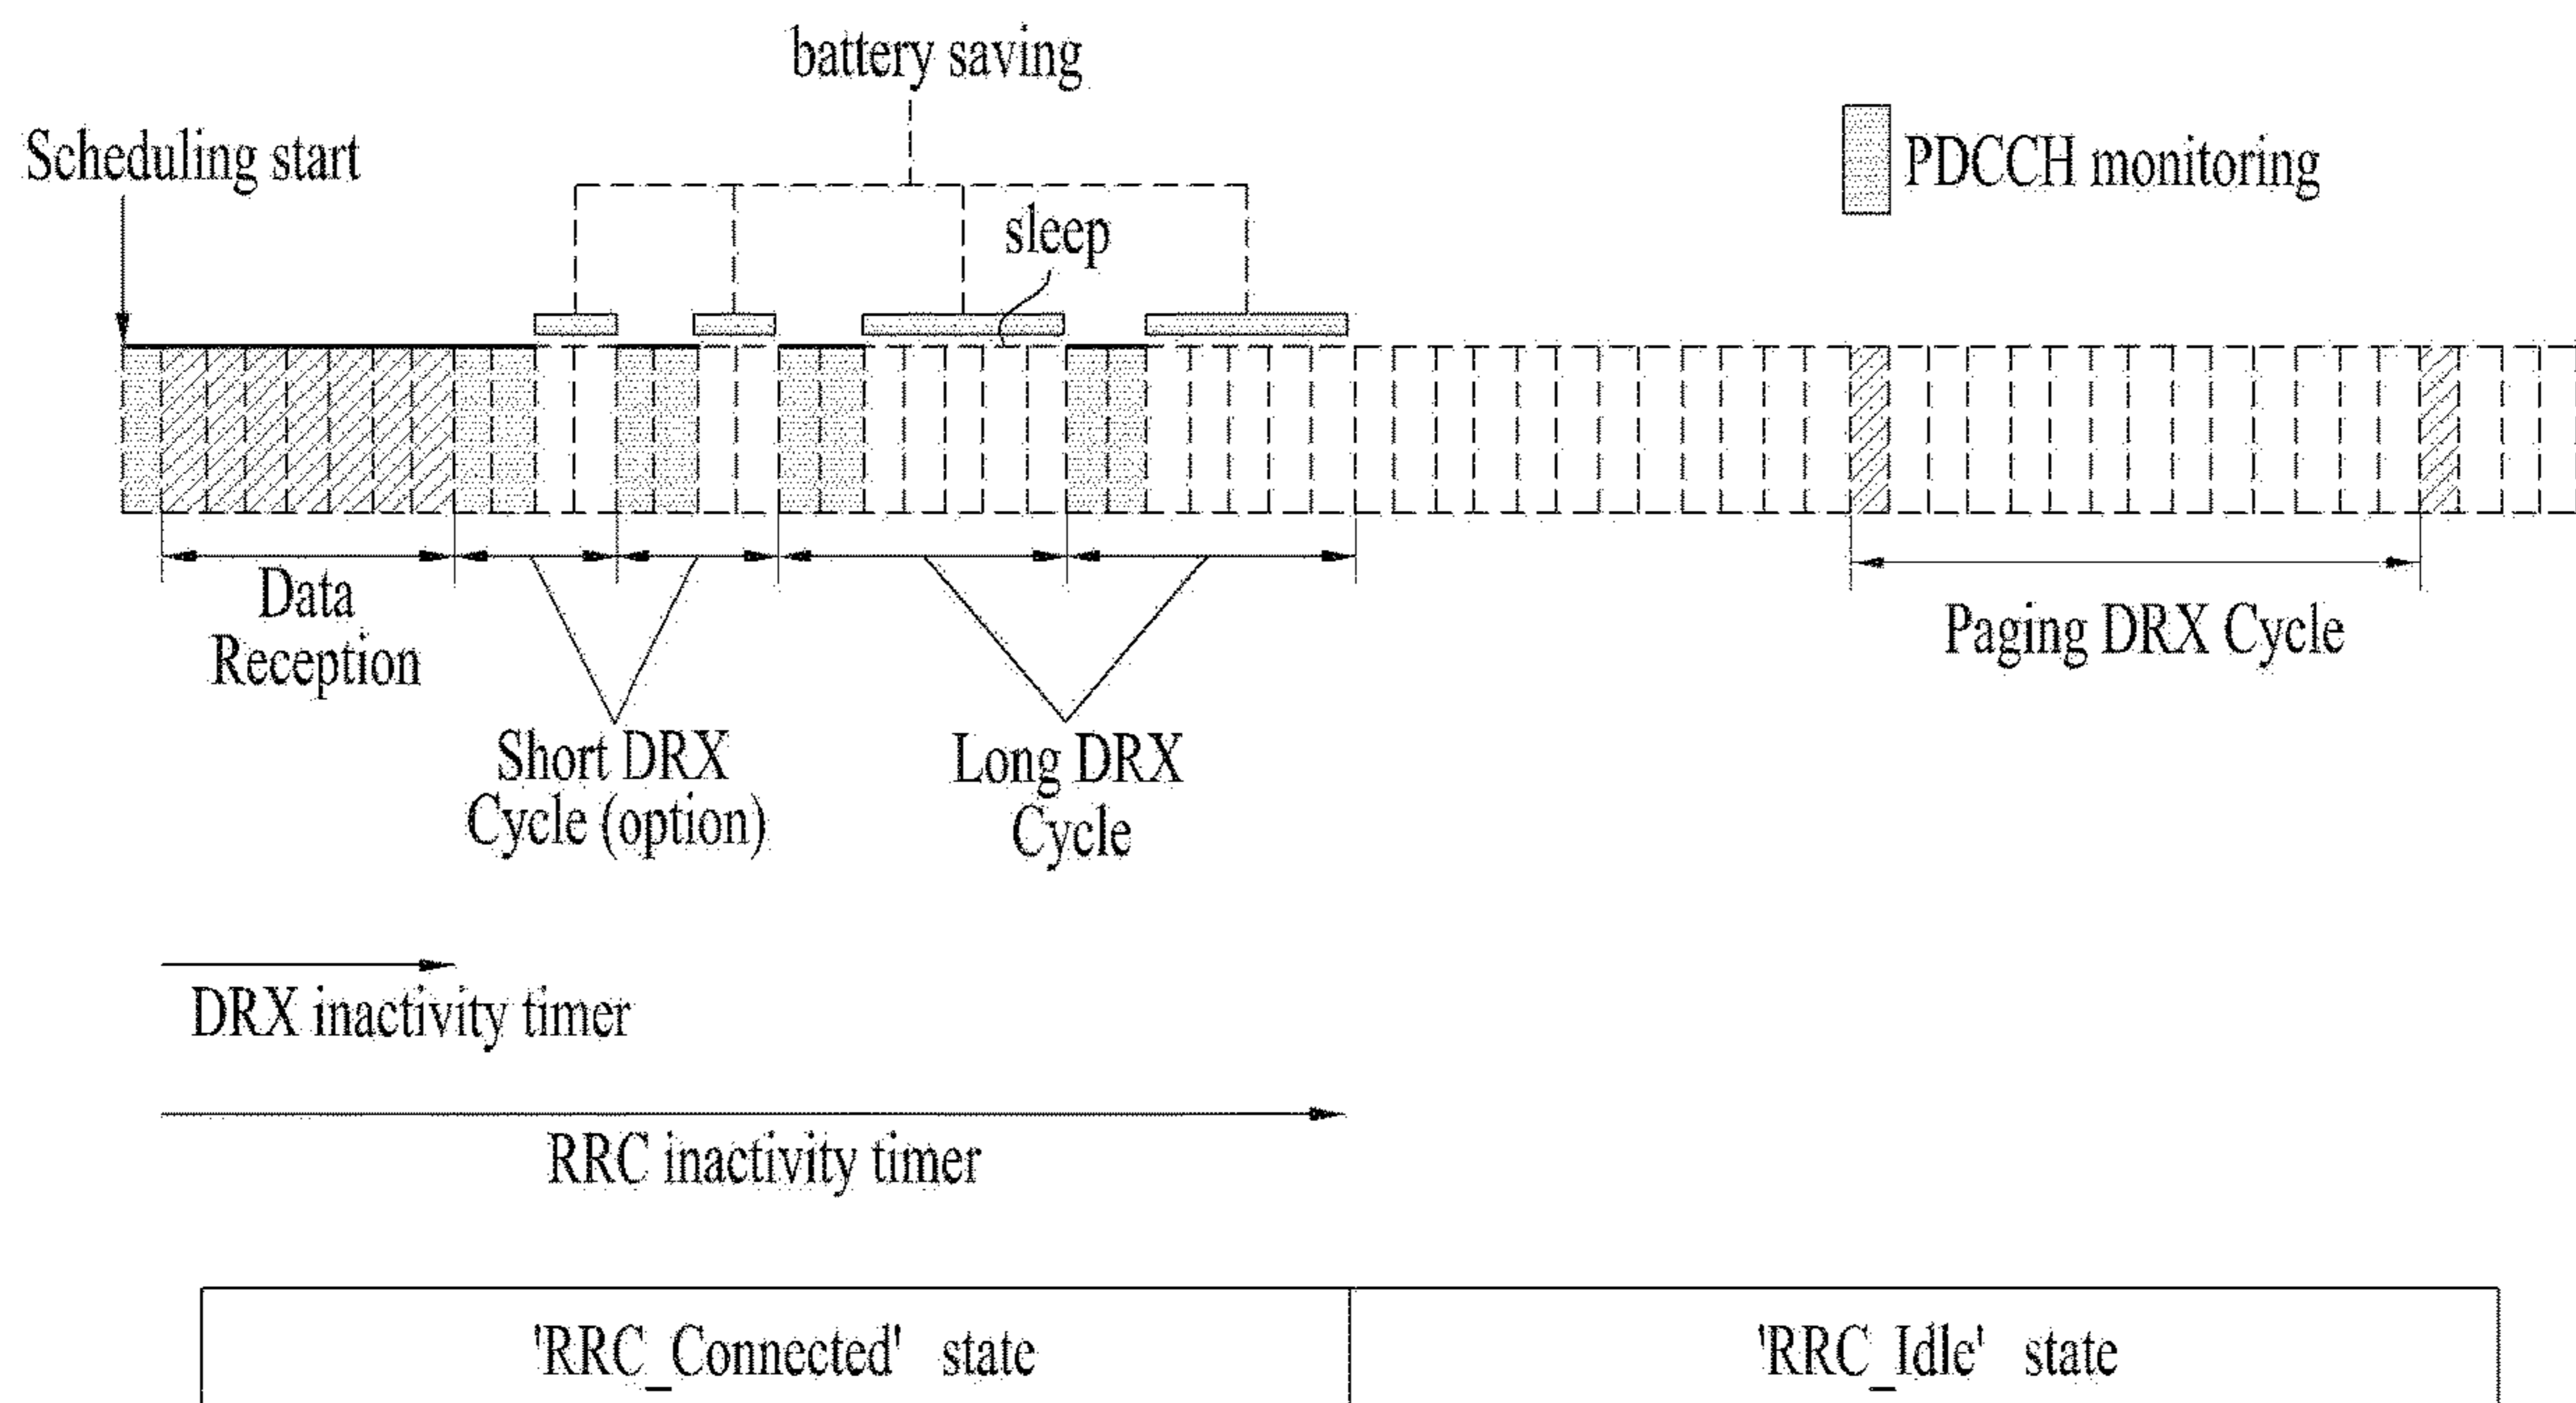 battery saving
Scheduling start
PDCCH monitoring
sleep
Data
Reception
Paging DRX Cycle
Short DRX
Cycle (option)
Long DRX
Cycle
DRX inactivity timer
RRC inactivity timer
'RRC_Connected' state
'RRC_Idle' state